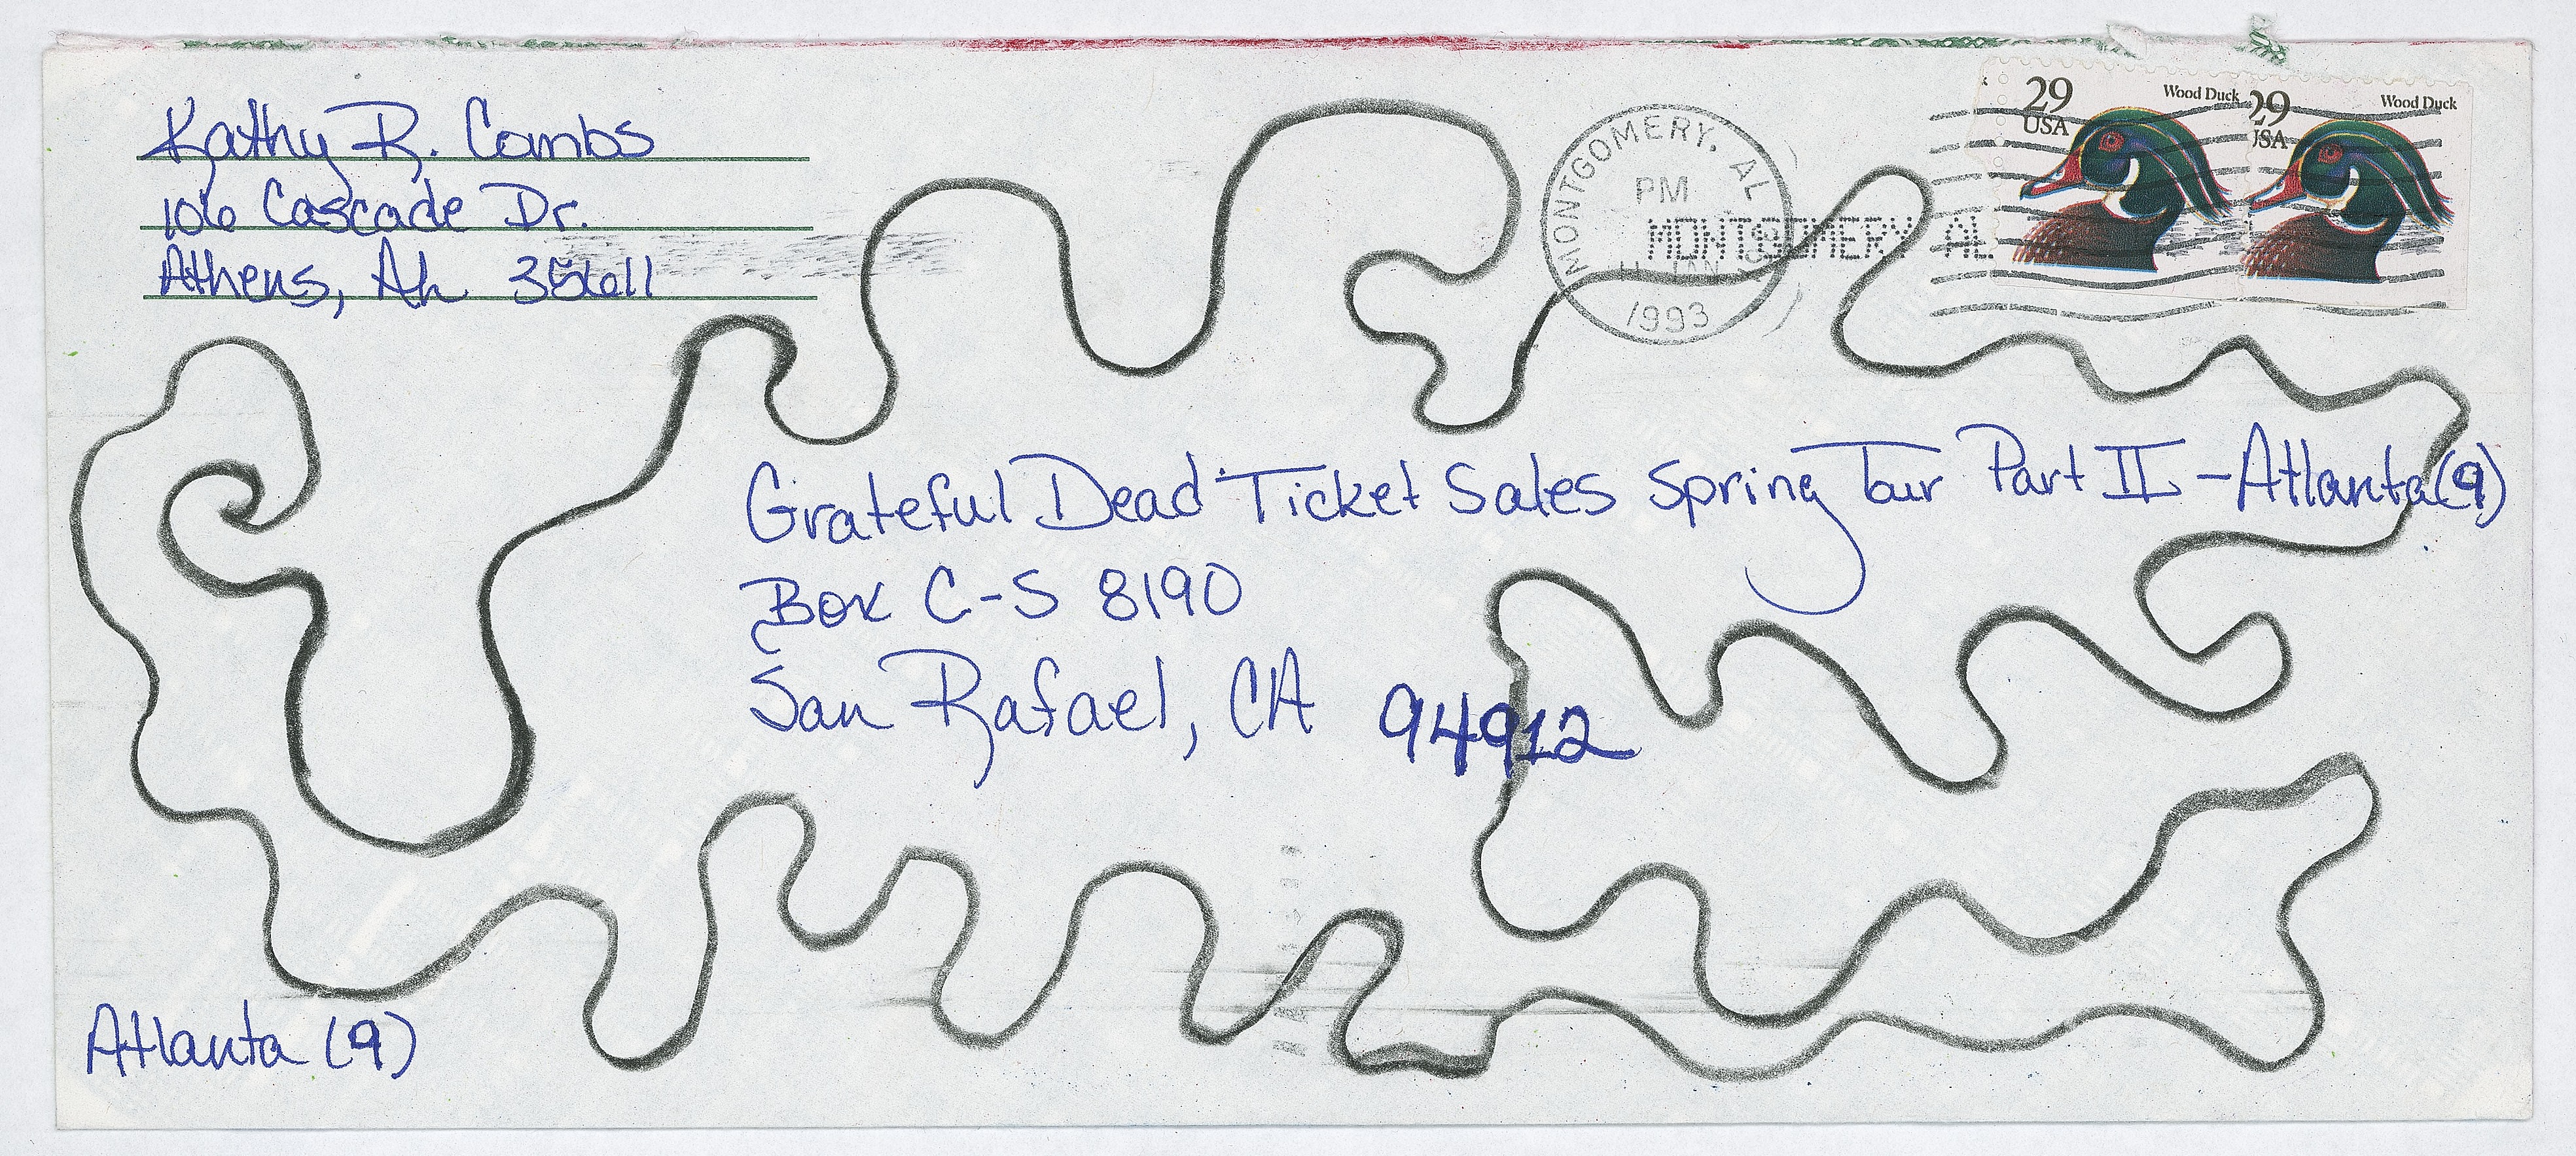 Kathy R. Combs
106 Cascade Dr.
Athens, AL 35611
MONTGOMERY, AL
PM
JAN
1993
MONTGOMERY AL
29
USA
Wood Duck
29
USA
Wood Duck
Grateful Dead Ticket Sales Spring Tour Part II - Atlanta (9)
Box C-S 8190
San Rafael, CA 94912
Atlanta (9)